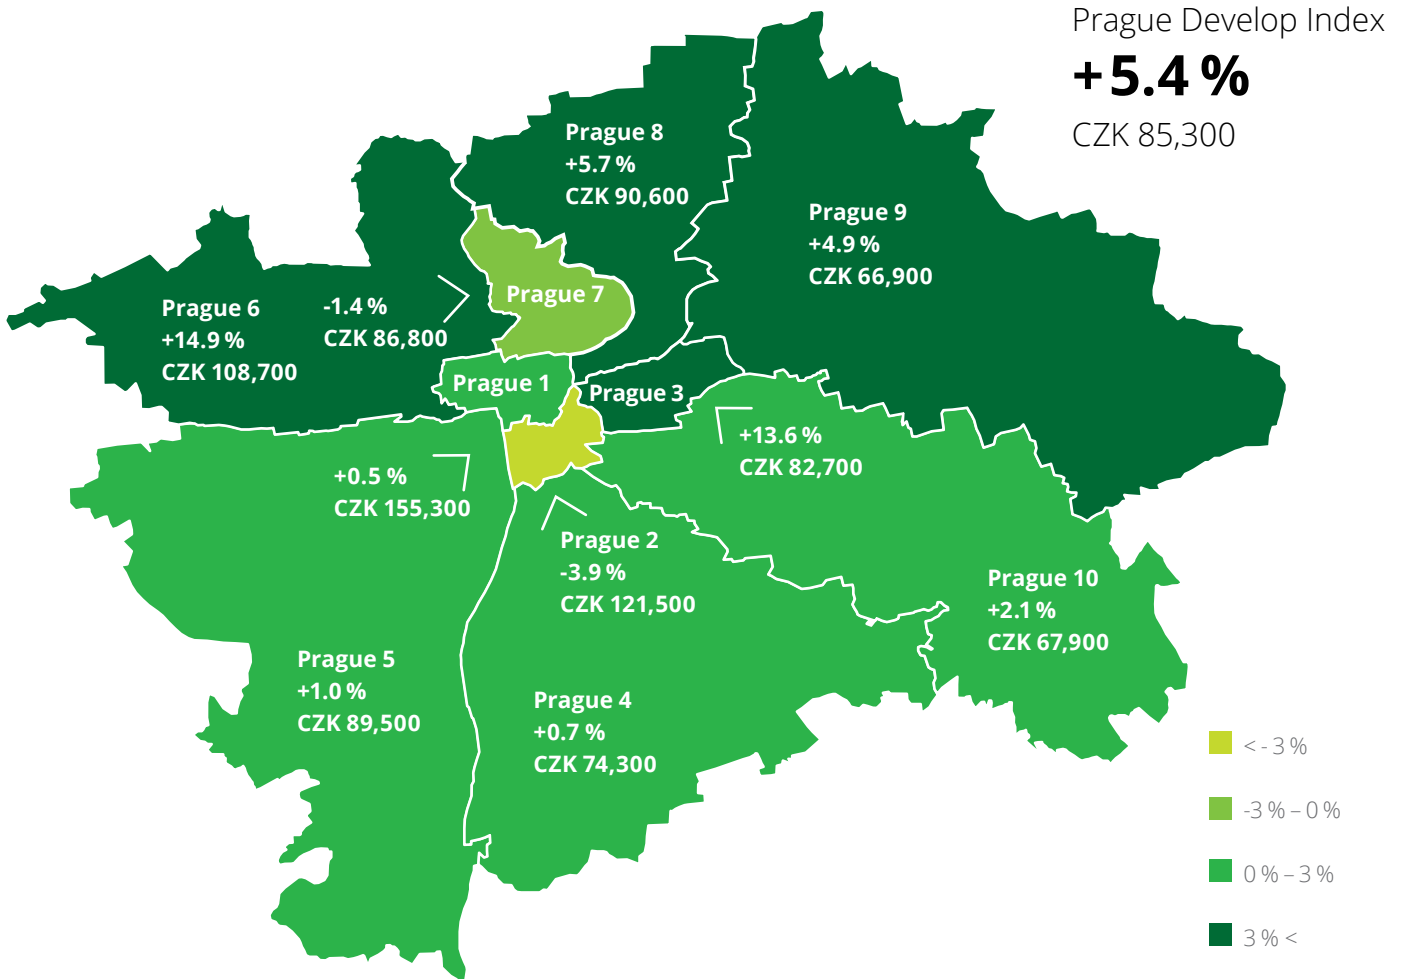 Prague Develop Index
+5.4 %
CZK 85,300
Prague 8
+5.7 %
CZK 90,600
Prague 9
+4.9 %
CZK 66,900
Prague 6
+14.9 %
CZK 108,700
-1.4 %
CZK 86,800
Prague 7
Prague 1
Prague 3
+13.6 %
CZK 82,700
+0.5 %
CZK 155,300
Prague 2
-3.9 %
CZK 121,500
Prague 10
+2.1 %
CZK 67,900
Prague 5
+1.0 %
CZK 89,500
Prague 4
+0.7 %
CZK 74,300
< - 3 %
-3 % – 0 %
0 % – 3 %
3 % <